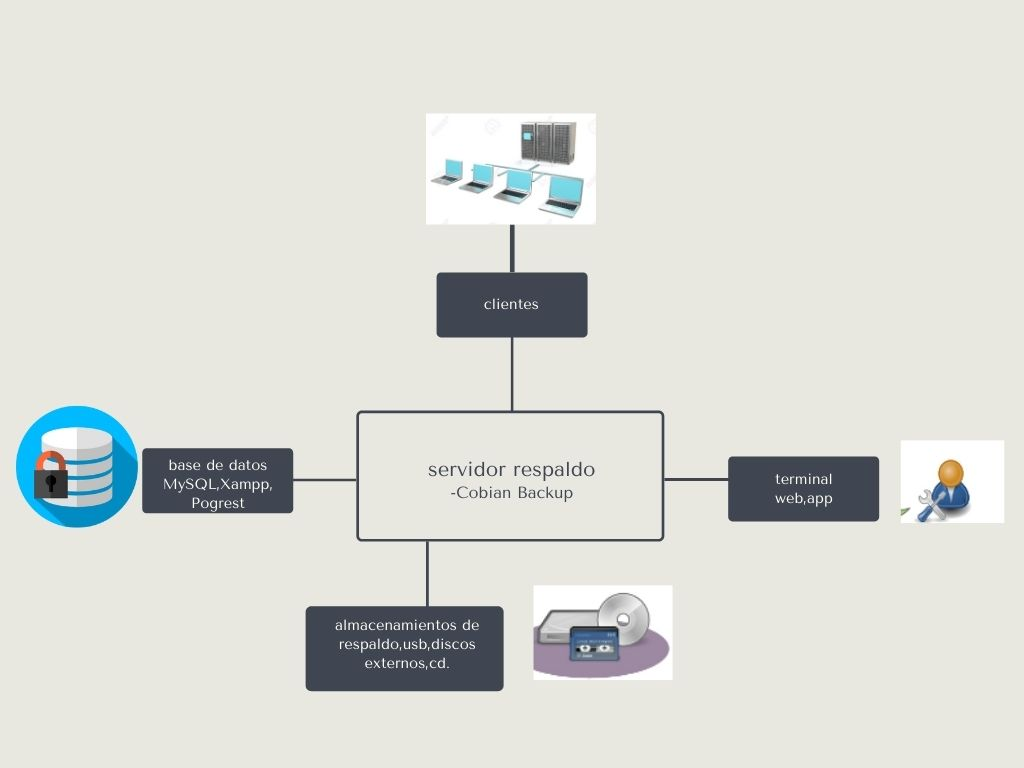 clientes
servidor respaldo
-Cobian Backup
base de datos
MySQL,Xampp,
Pogrest
terminal
web,app
almacenamientos de
respaldo,usb,discos
externos,cd.